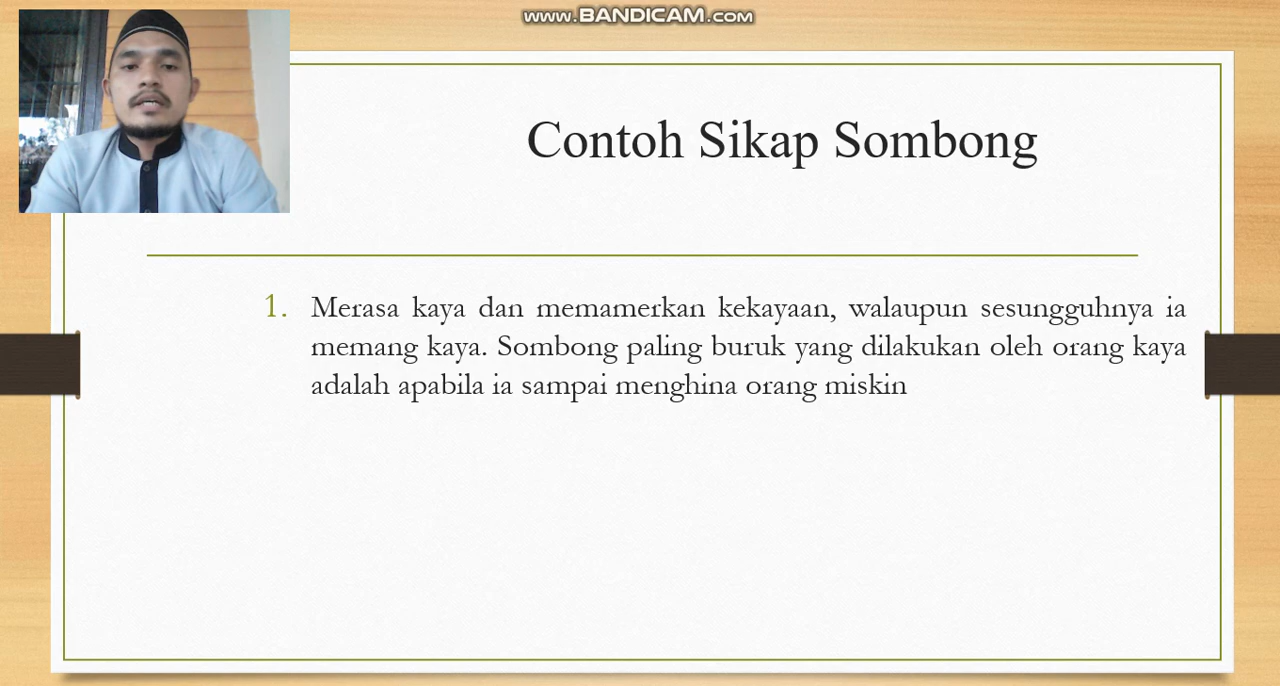 www.BANDICAM.com
Contoh Sikap Sombong
1. Merasa kaya dan memamerkan kekayaan, walaupun sesungguhnya ia
memang kaya. Sombong paling buruk yang dilakukan oleh orang kaya
adalah apabila ia sampai menghina orang miskin